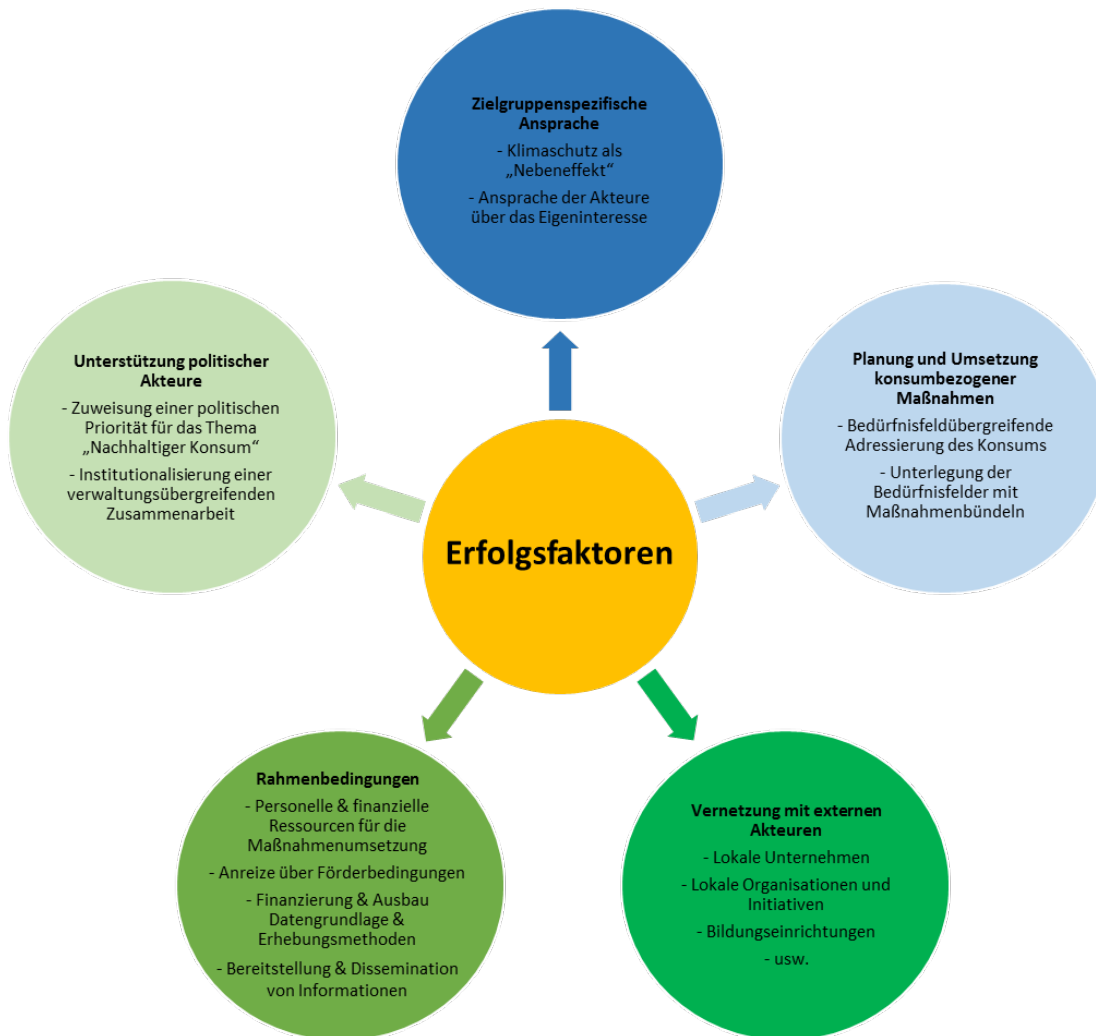 Zielgruppenspezifische
Ansprache
- Klimaschutz als
„Nebeneffekt“
- Ansprache der Akteure
über das Eigeninteresse
Unterstützung politischer
Akteure
- Zuweisung einer politischen
Priorität für das Thema
„Nachhaltiger Konsum“
- Institutionalisierung einer
verwaltungsübergreifenden
Zusammenarbeit
Planung und Umsetzung
konsumbezogener
Maßnahmen
- Bedürfnisfeldübergreifende
Adressierung des Konsums
- Unterlegung der
Bedürfnisfelder mit
Maßnahmenbündeln
Erfolgsfaktoren
Rahmenbedingungen
- Personelle & finanzielle
Ressourcen für die
Maßnahmenumsetzung
- Anreize über Förderbedingungen
- Finanzierung & Ausbau
Datengrundlage &
Erhebungsmethoden
- Bereitstellung & Dissemination
von Informationen
Vernetzung mit externen
Akteuren
- Lokale Unternehmen
- Lokale Organisationen und
Initiativen
- Bildungseinrichtungen
- usw.